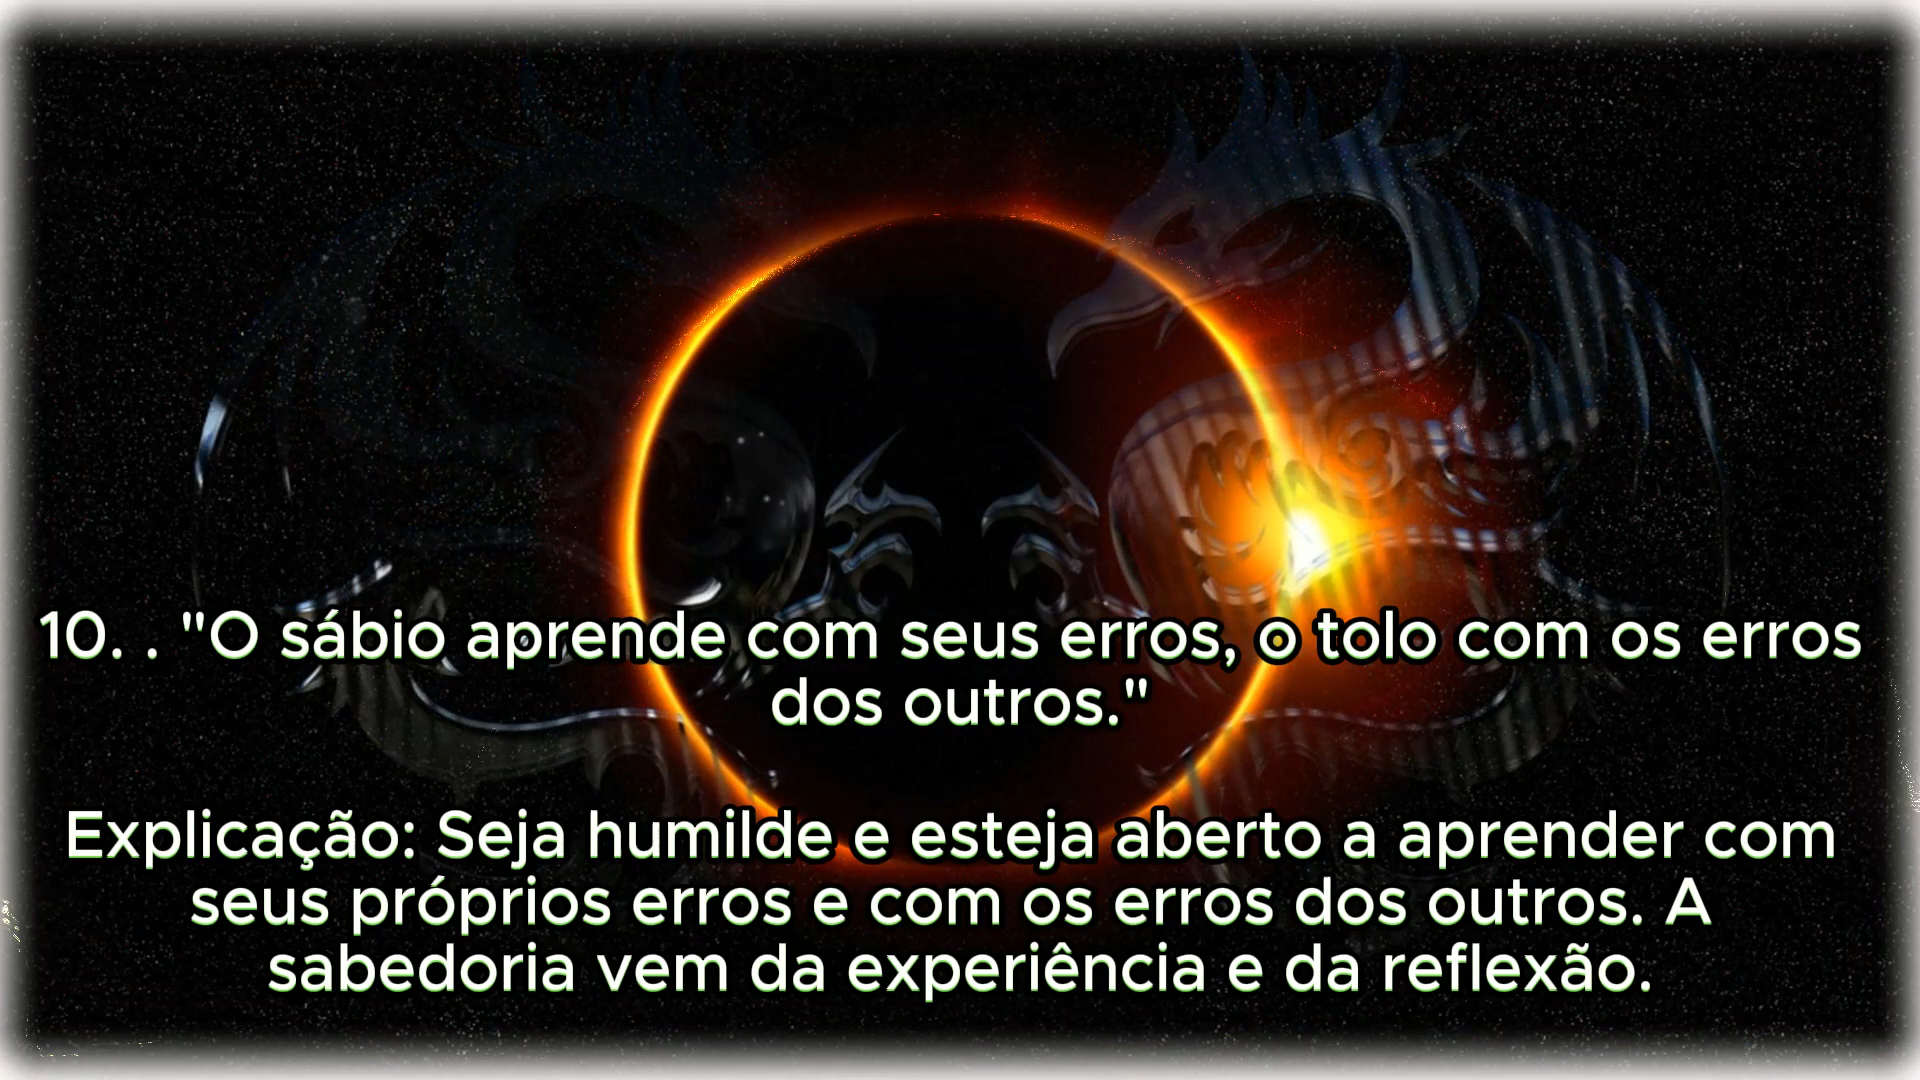 10. . "O sábio aprende com seus erros, o tolo com os erros
dos outros."
Explicação: Seja humilde e esteja aberto a aprender com
seus próprios erros e com os erros dos outros. A
sabedoria vem da experiência e da reflexão.